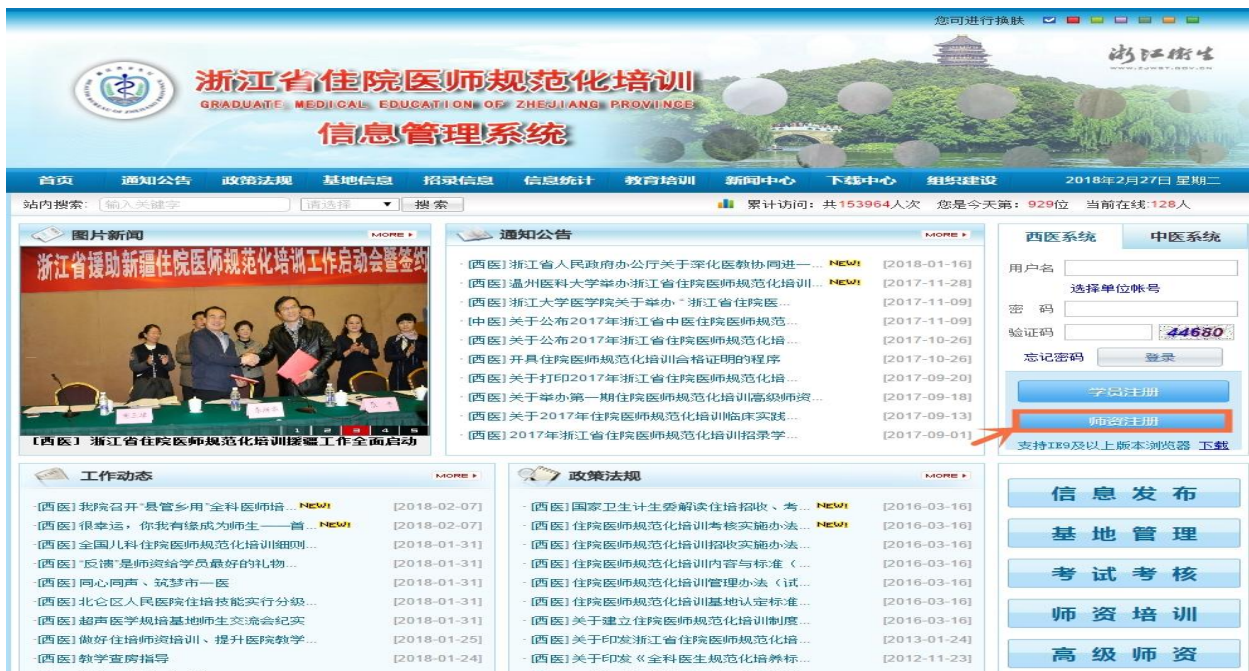 您可进行换肤
浙江卫生
浙江省住院医师规范化培训
GRADUATE MEDICAL EDUCATION OF ZHEJIANG PROVINCE
信息管理系统
首页 通知公告 政策法规 基地信息 招录信息 信息统计 教育培训 新闻中心 下载中心 组织建设 2018年2月27日 星期二
站内搜索: 输入关键字 请选择 搜索 累计访问：共153964人次 您是今天第：929位 当前在线:128人
图片新闻 MORE
浙江省援助新疆住院医师规范化培训工作启动会暨签约
1 2 3 4 5
【西医】浙江省住院医师规范化培训援疆工作全面启动
通知公告 MORE
[西医]浙江省人民政府办公厅关于深化医教协同进一... NEW! [2018-01-16]
[西医]温州医科大学举办浙江省住院医师规范化培训... NEW! [2017-11-28]
[西医]浙江大学医学院关于举办“浙江省住院医... [2017-11-09]
[中医]关于公布2017年浙江省中医住院医师规范... [2017-11-09]
[西医]关于公布2017年浙江省住院医师规范化培... [2017-10-26]
[西医]开具住院医师规范化培训合格证明的程序 [2017-10-26]
[西医]关于打印2017年浙江省住院医师规范化培... [2017-09-20]
[西医]关于举办第一期住院医师规范化培训高级师资... [2017-09-18]
[西医]关于2017年住院医师规范化培训临床实践... [2017-09-13]
[西医]2017年浙江省住院医师规范化培训招录学... [2017-09-01]
西医系统 中医系统
用户名
选择单位帐号
密 码
验证码 44680
忘记密码 登录
学员注册
师资注册
支持IE9及以上版本浏览器 下载
工作动态 MORE
[西医]我院召开“县管乡用”全科医师培... NEW! [2018-02-07]
[西医]很幸运，你我有缘成为师生——首... NEW! [2018-02-07]
[西医]全国儿科住院医师规范化培训细则... [2018-01-31]
[西医]“反馈”是师资给学员最好的礼物... [2018-01-31]
[西医]同心同声、筑梦市一医 [2018-01-31]
[西医]北仑区人民医院住培技能实行分级... [2018-01-31]
[西医]超声医学规培基地师生交流会纪实 [2018-01-31]
[西医]做好住培师资培训、提升医院教学... [2018-01-25]
[西医]教学查房指导 [2018-01-24]
政策法规 MORE
[西医]国家卫生计生委解读住培招收、考... NEW! [2016-03-16]
[西医]住院医师规范化培训考核实施办法... NEW! [2016-03-16]
[西医]住院医师规范化培训招收实施办法... [2016-03-16]
[西医]住院医师规范化培训内容与标准（... [2016-03-16]
[西医]住院医师规范化培训管理办法（试... [2016-03-16]
[西医]住院医师规范化培训基地认定标准... [2016-03-16]
[西医]关于建立住院医师规范化培训制度... [2016-03-16]
[西医]关于印发浙江省住院医师规范化培... [2013-01-24]
[西医]关于印发《全科医生规范化培养标... [2012-11-23]
信息发布
基地管理
考试考核
师资培训
高级师资